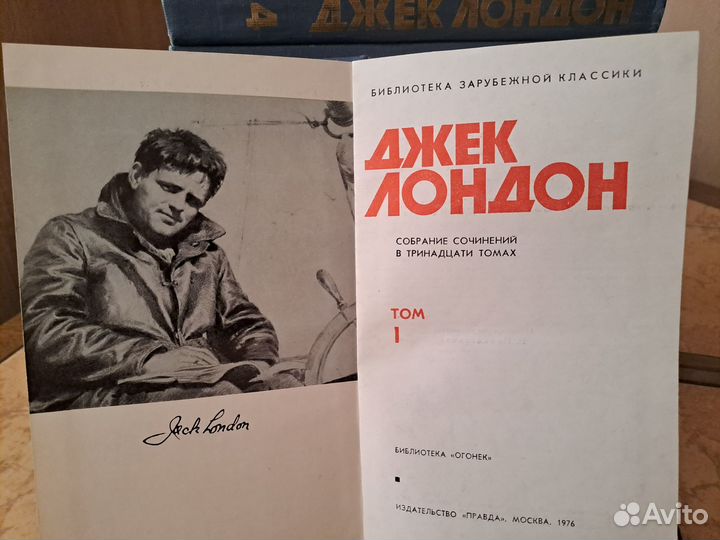 4 ДЖЕК ЛОНДОН
БИБЛИОТЕКА ЗАРУБЕЖНОЙ КЛАССИКИ
ДЖЕК
ЛОНДОН
СОБРАНИЕ СОЧИНЕНИЙ
В ТРИНАДЦАТИ ТОМАХ
ТОМ
1
БИБЛИОТЕКА «ОГОНЕК»
ИЗДАТЕЛЬСТВО «ПРАВДА», МОСКВА, 1976
Jack London
Avito